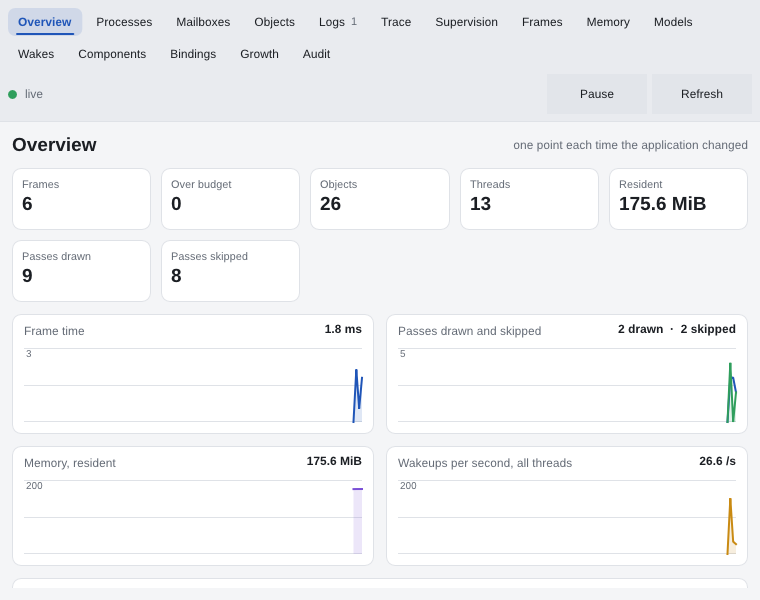 Overview Processes Mailboxes Objects Logs 1 Trace Supervision Frames Memory Models
Wakes Components Bindings Growth Audit
live Pause Refresh
Overview one point each time the application changed
Frames Over budget Objects Threads Resident
6 0 26 13 175.6 MiB
Passes drawn Passes skipped
9 8
Frame time 1.8 ms Passes drawn and skipped 2 drawn · 2 skipped
3 5
Memory, resident 175.6 MiB Wakeups per second, all threads 26.6 /s
200 200